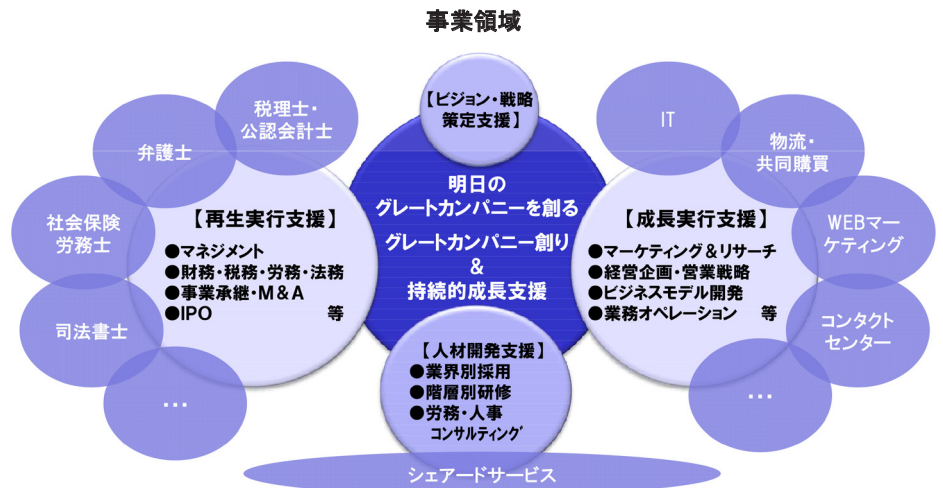 事業領域
【ビジョン・戦略
策定支援】
明日の
グレートカンパニーを創る
グレートカンパニー創り
&
持続的成長支援
税理士・
公認会計士
弁護士
社会保険
労務士
司法書士
…
【再生実行支援】
●マネジメント
●財務・税務・労務・法務
●事業承継・M&A
●IPO 等
【人材開発支援】
●業界別採用
●階層別研修
●労務・人事
コンサルティング
【成長実行支援】
●マーケティング&リサーチ
●経営企画・営業戦略
●ビジネスモデル開発
●業務オペレーション 等
IT
物流・
共同購買
WEBマー
ケティング
コンタクト
センター
…
シェアードサービス